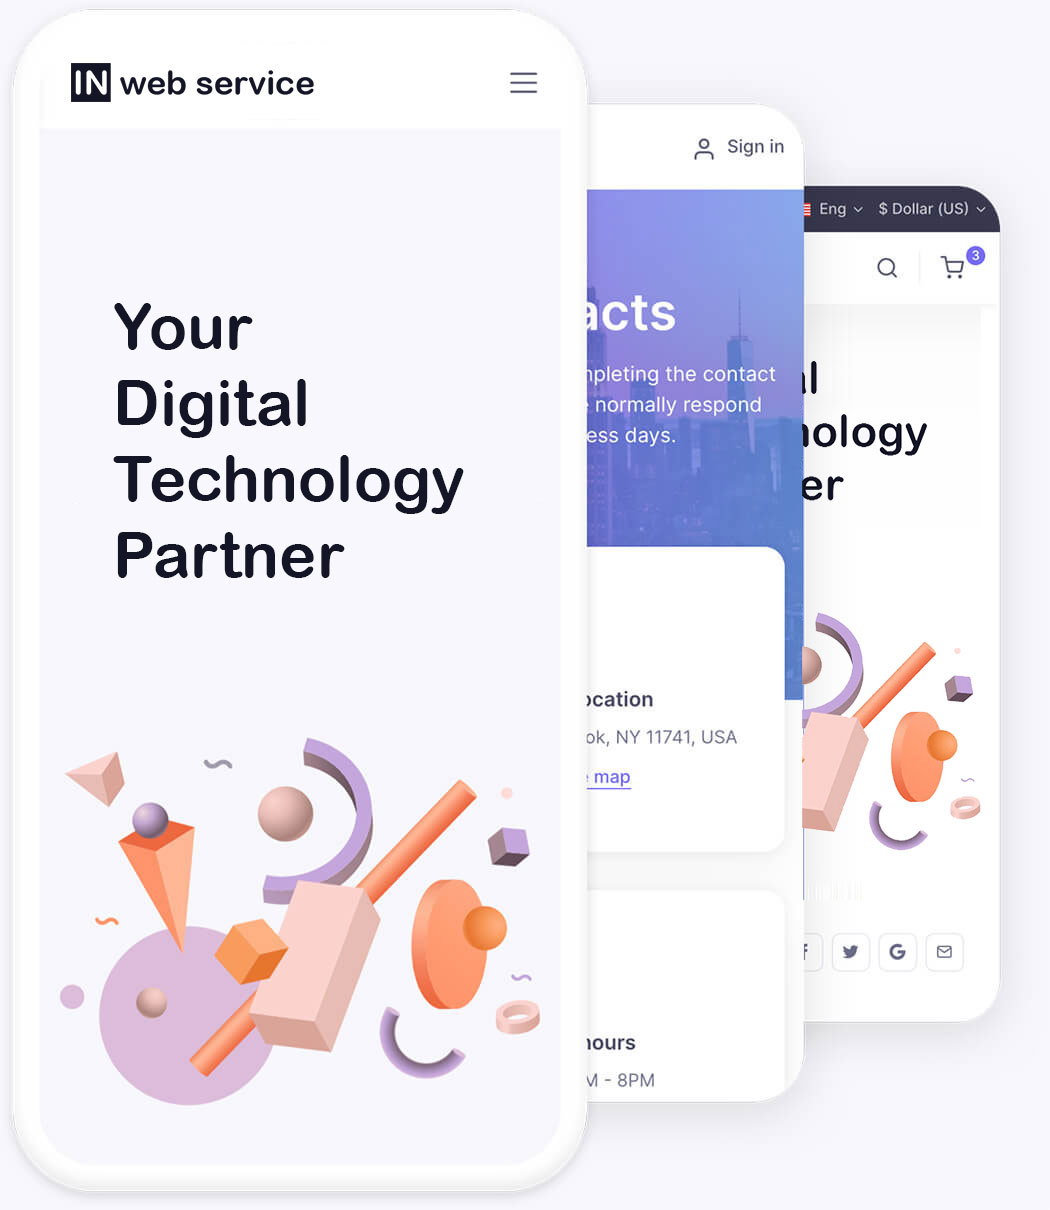 IN web service
Your
Digital
Technology
Partner
Sign in
acts
mpleting the contact
normally respond
ess days.
ocation
ok, NY 11741, USA
map
hours
M - 8PM
Eng
$ Dollar (US)
3
al
nology
er